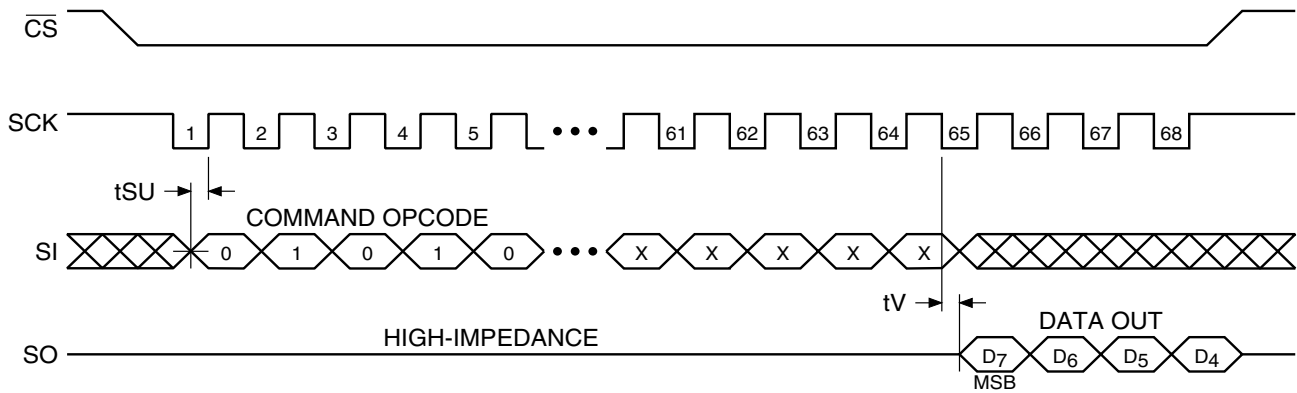 CS
SCK 1 2 3 4 5 ••• 61 62 63 64 65 66 67 68
tSU
COMMAND OPCODE
SI 0 1 0 1 0 ••• X X X X X
tV
HIGH-IMPEDANCE
DATA OUT
SO D7 D6 D5 D4
MSB